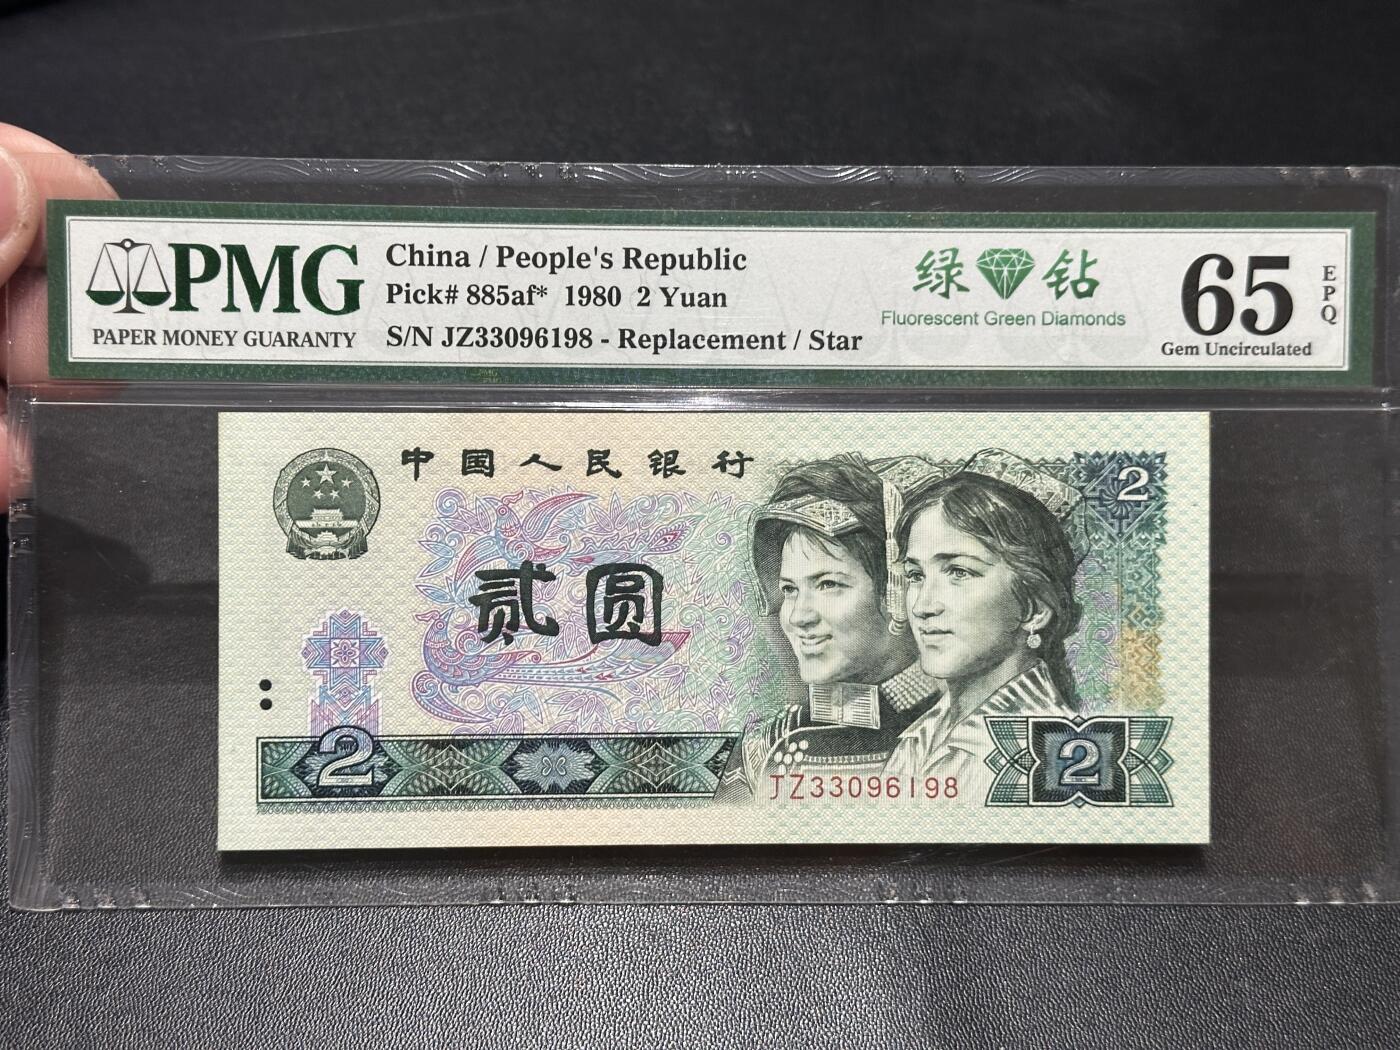 PMG
PAPER MONEY GUARANTY
China / People's Republic
Pick# 885af* 1980 2 Yuan
S/N JZ33096198 - Replacement / Star
绿 钻
Fluorescent Green Diamonds
65
EPQ
Gem Uncirculated
中国人民银行
2
贰圆
2
JZ33096198
2